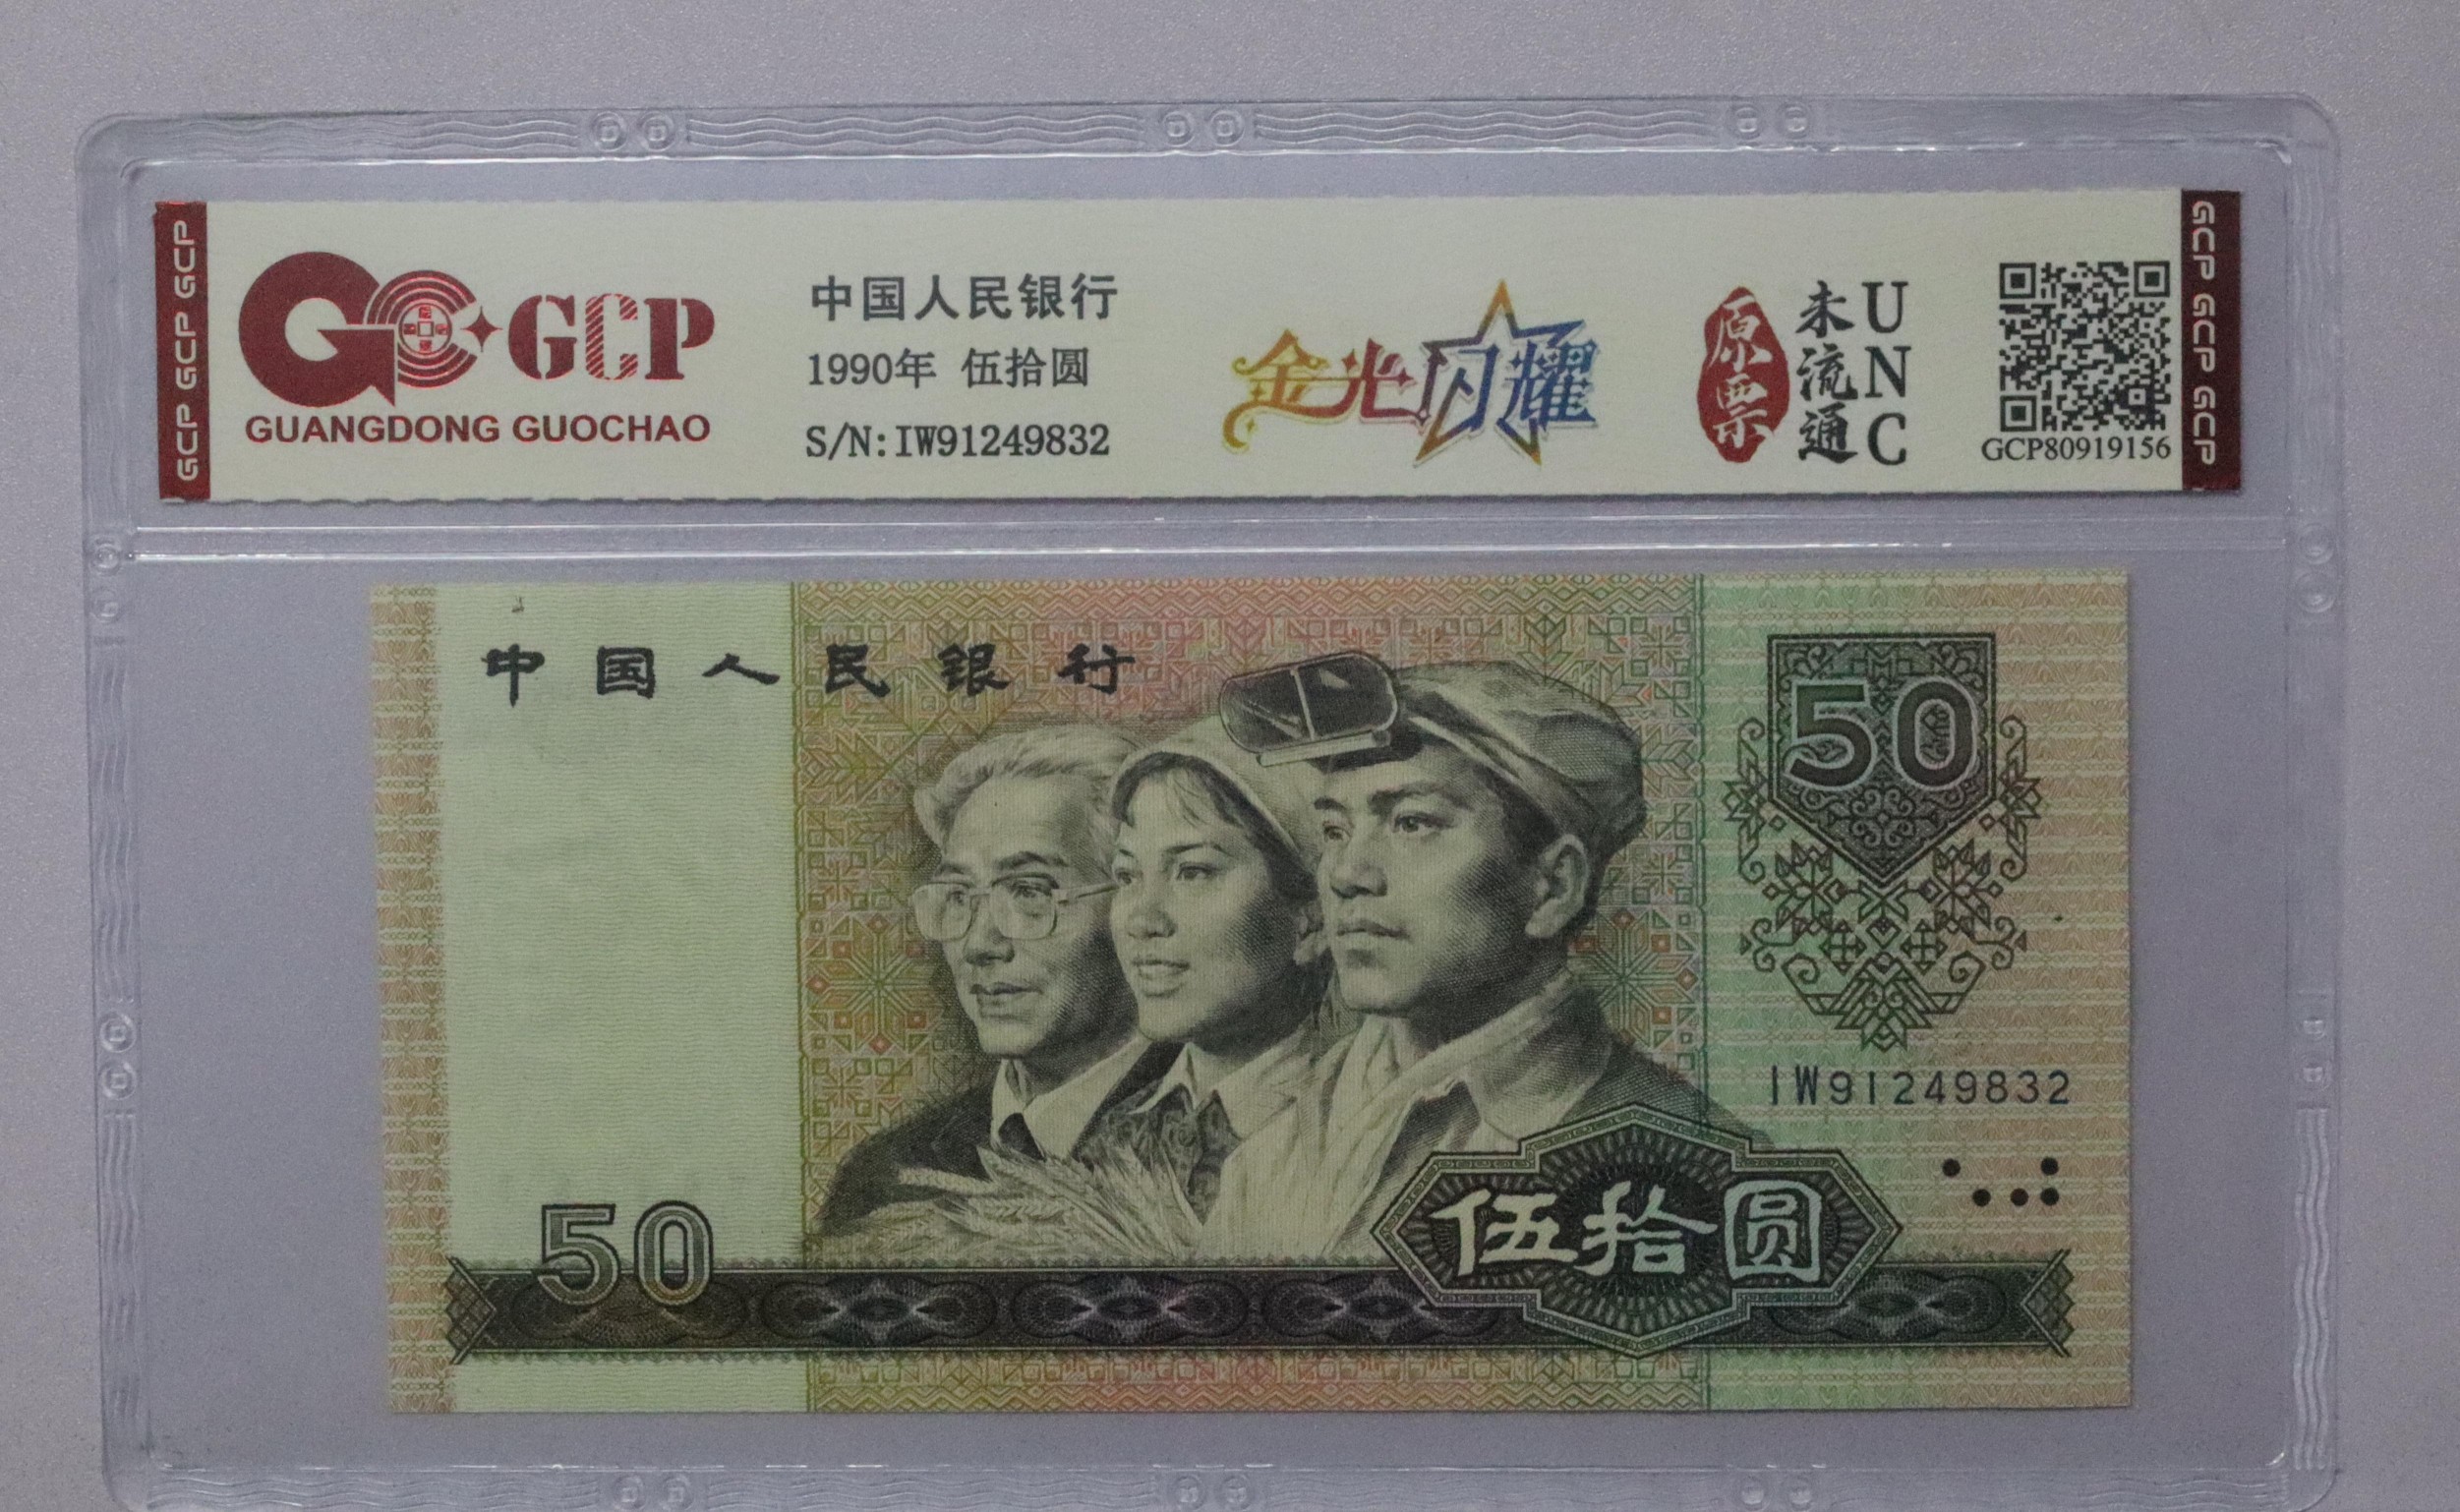 GCP GCP GCP
GCP
GUANGDONG GUOCHAO
中国人民银行
1990年 伍拾圆
S/N:IW91249832
金光闪耀
原票
未流通
UNC
GCP80919156
GCP GCP GCP
中国人民银行
50
IW91249832
50
伍拾圆